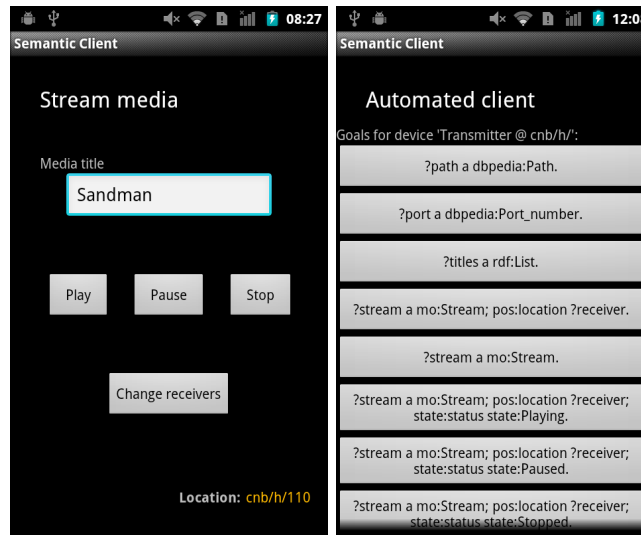 08:27
Semantic Client
Stream media
Media title
Sandman
Play
Pause
Stop
Change receivers
Location: cnb/h/110
Semantic Client
Automated client
Goals for device 'Transmitter @ cnb/h/':
?path a dbpedia:Path.
?port a dbpedia:Port_number.
?titles a rdf:List.
?stream a mo:Stream; pos:location ?receiver.
?stream a mo:Stream.
?stream a mo:Stream; pos:location ?receiver;
state:status state:Playing.
?stream a mo:Stream; pos:location ?receiver;
state:status state:Paused.
?stream a mo:Stream; pos:location ?receiver;
state:status state:Stopped.